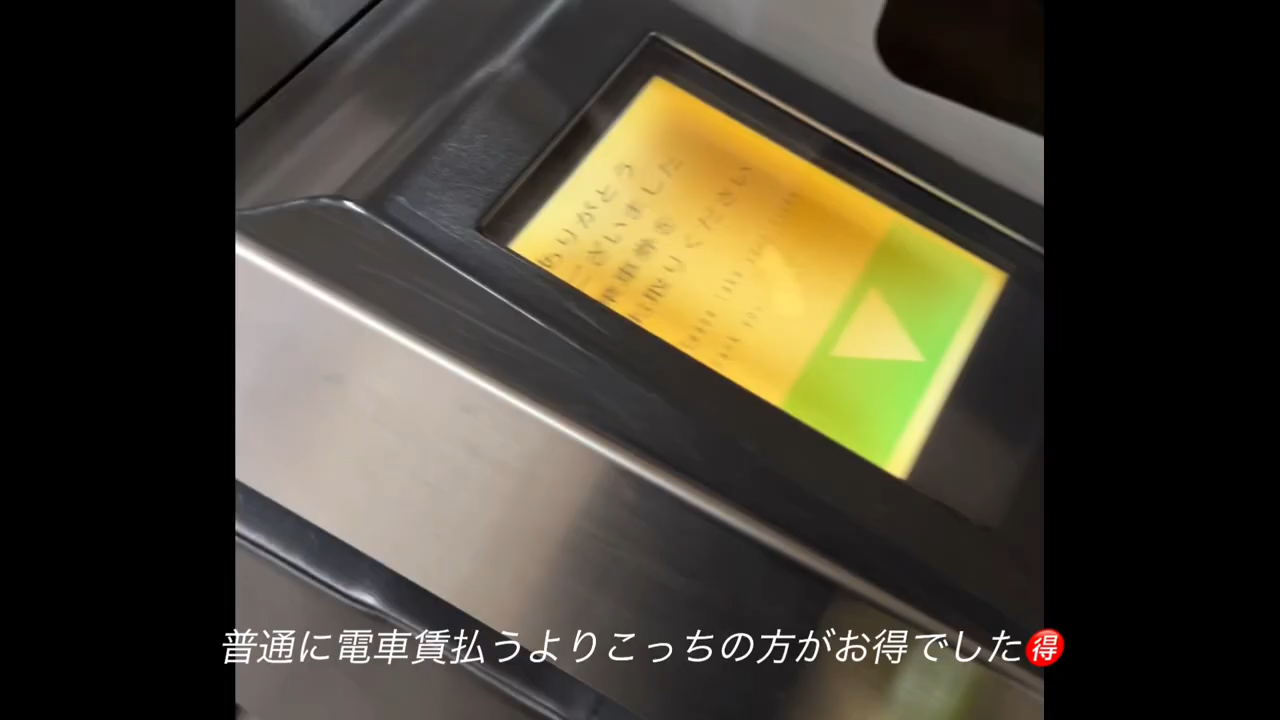 ありがとう
ございました
乗車券を
お取りください
普通に電車賃払うよりこっちの方がお得でした🉐